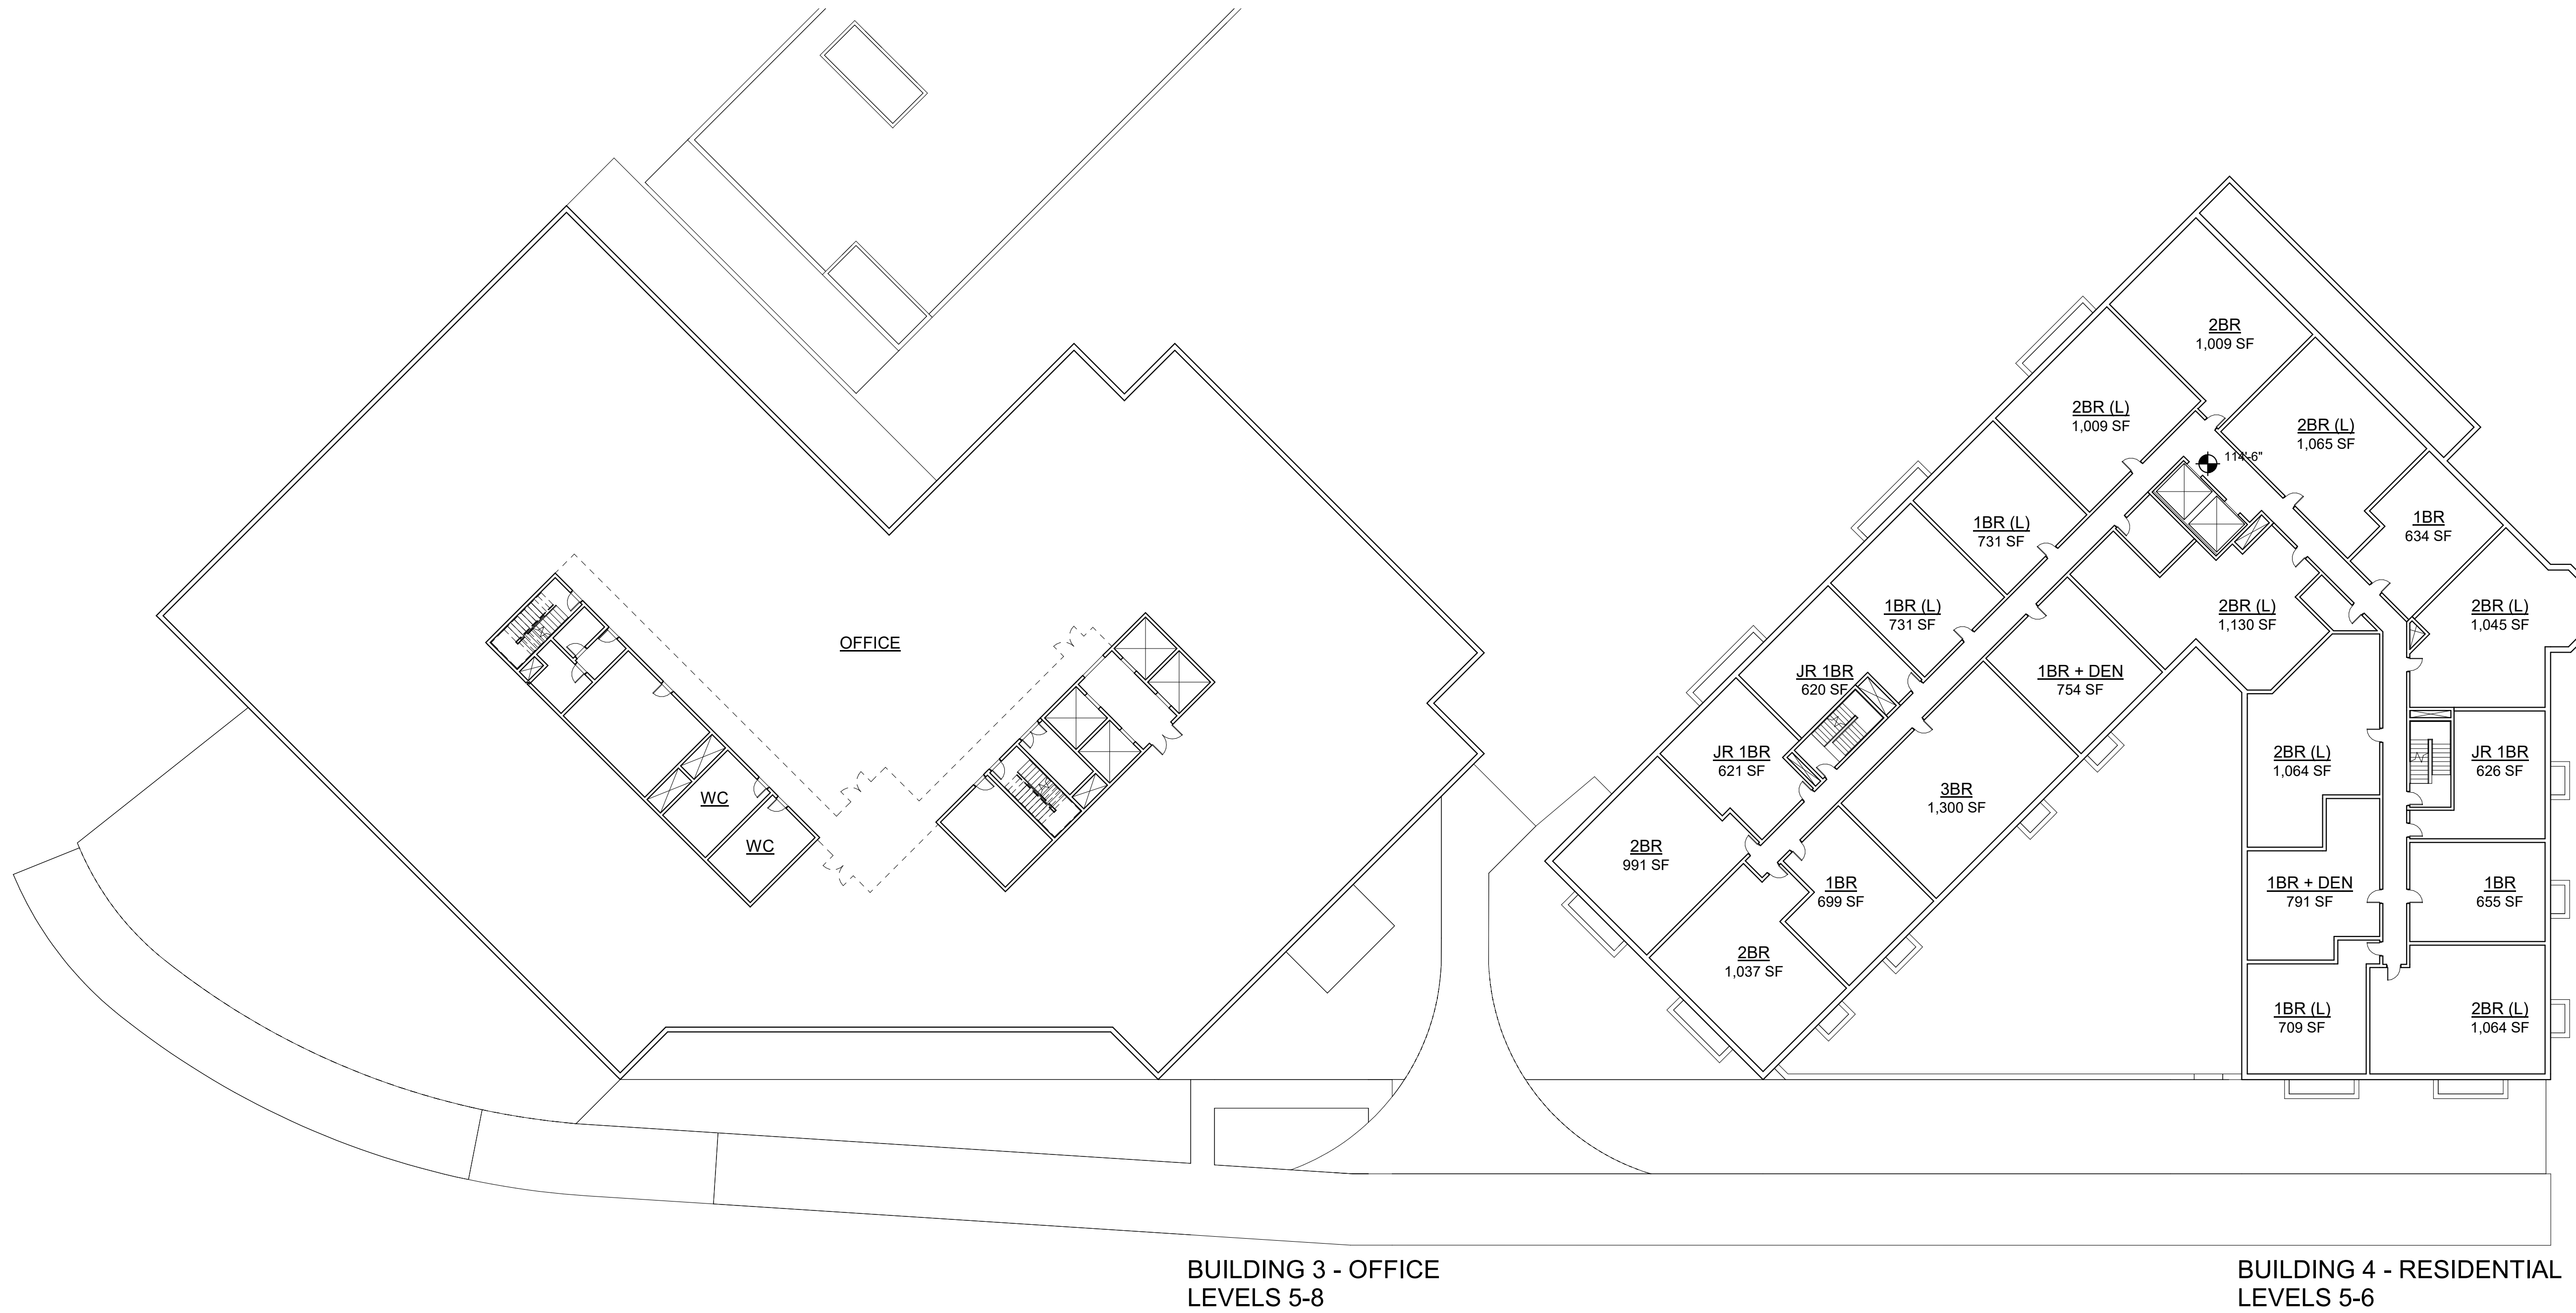 2BR
1,009 SF
2BR (L)
1,009 SF
2BR (L)
1,065 SF
114'-6"
1BR (L)
731 SF
1BR
634 SF
1BR (L)
731 SF
2BR (L)
1,130 SF
2BR (L)
1,045 SF
OFFICE
JR 1BR
620 SF
1BR + DEN
754 SF
JR 1BR
621 SF
2BR (L)
1,064 SF
JR 1BR
626 SF
WC
3BR
1,300 SF
WC
2BR
991 SF
1BR
699 SF
1BR + DEN
791 SF
1BR
655 SF
2BR
1,037 SF
1BR (L)
709 SF
2BR (L)
1,064 SF
BUILDING 3 - OFFICE
LEVELS 5-8
BUILDING 4 - RESIDENTIAL
LEVELS 5-6